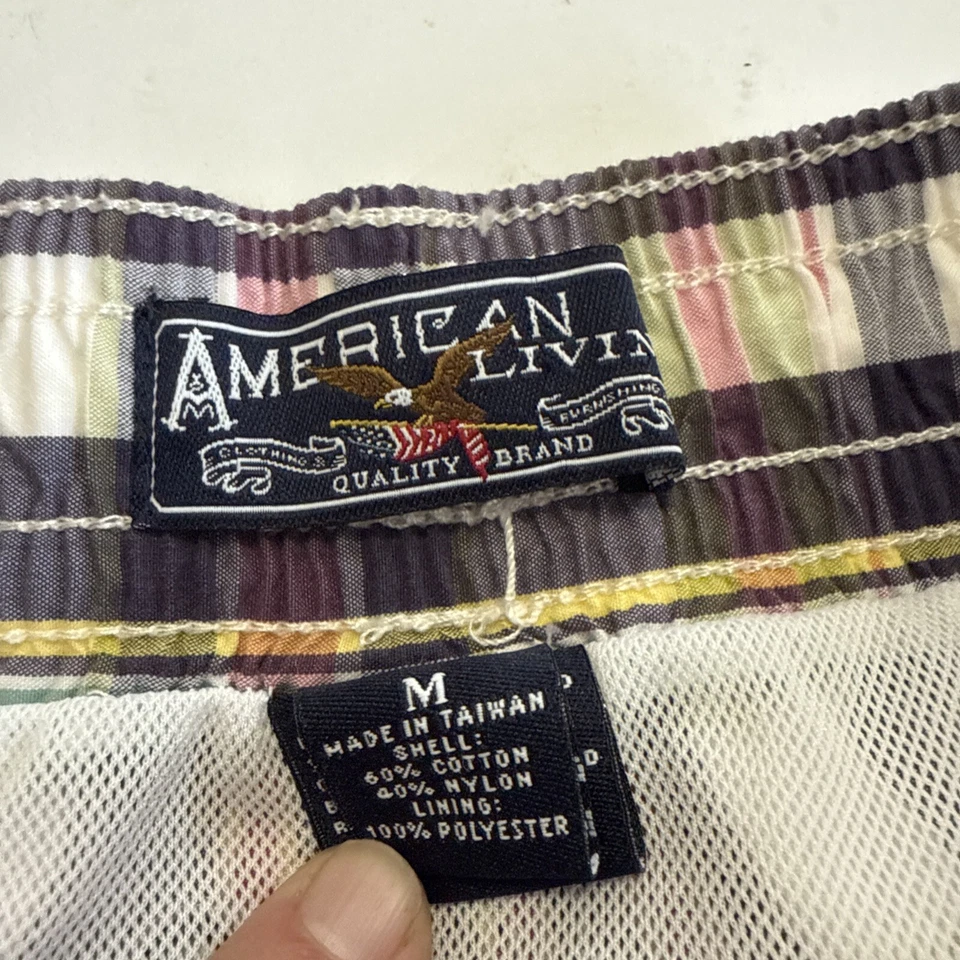 AMERICAN
LIVIN
A&M
CLOTHING &
FURNISHING
QUALITY BRAND
M
MADE IN TAIWAN
SHELL:
60% COTTON
40% NYLON
LINING:
100% POLYESTER